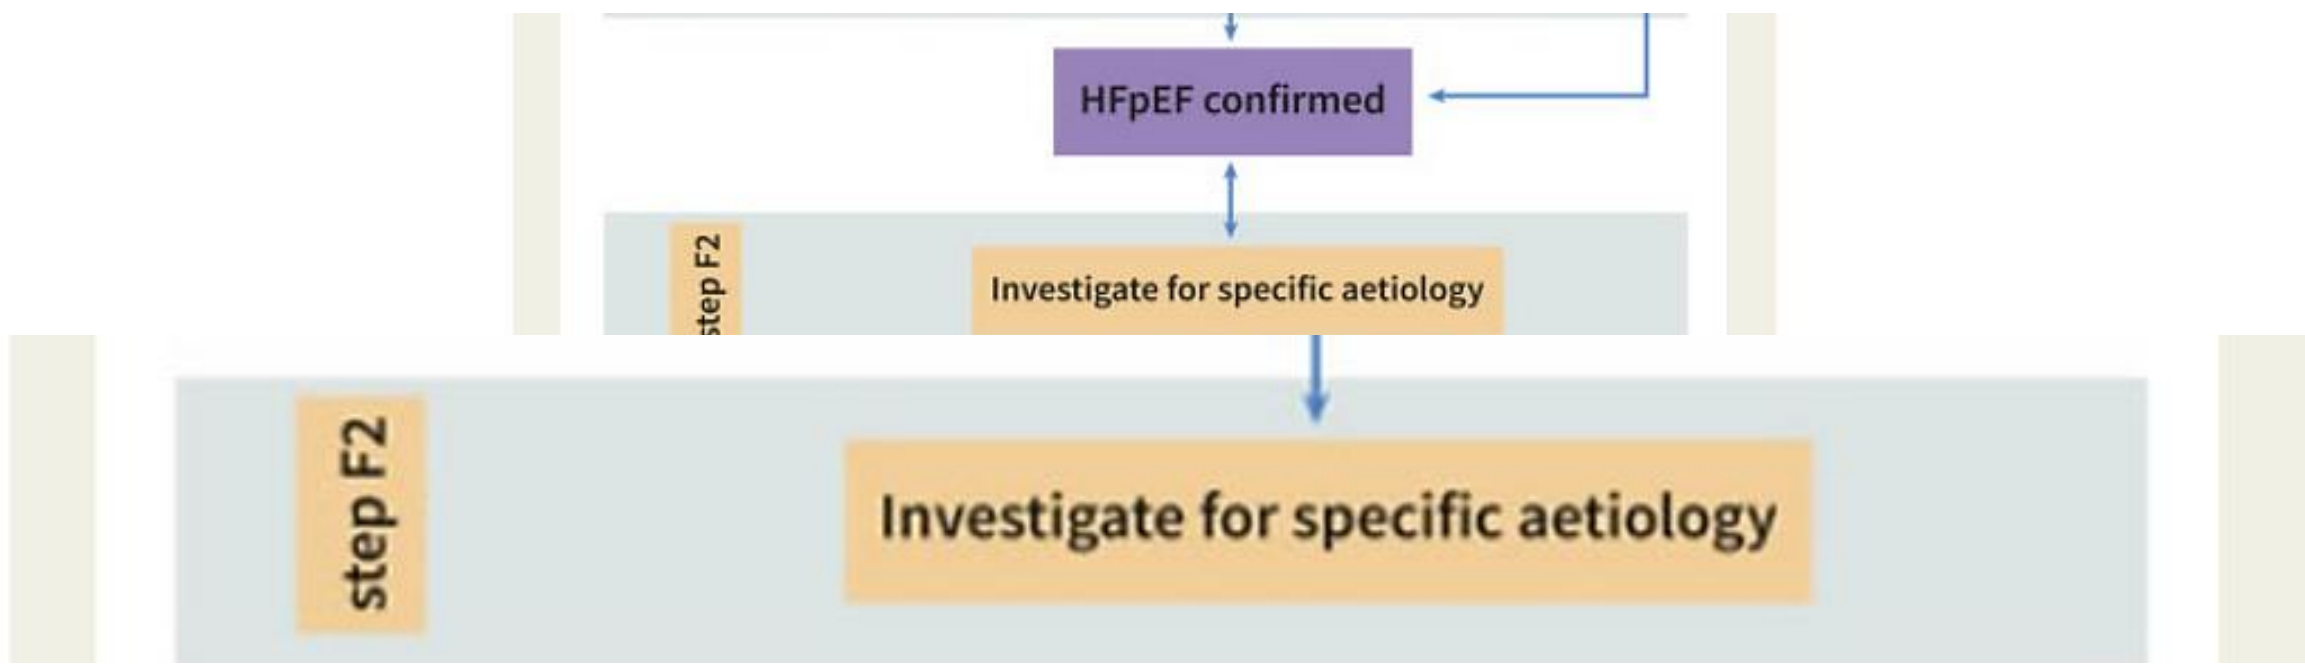 HFpEF confirmed
step F2
Investigate for specific aetiology
step F2
Investigate for specific aetiology